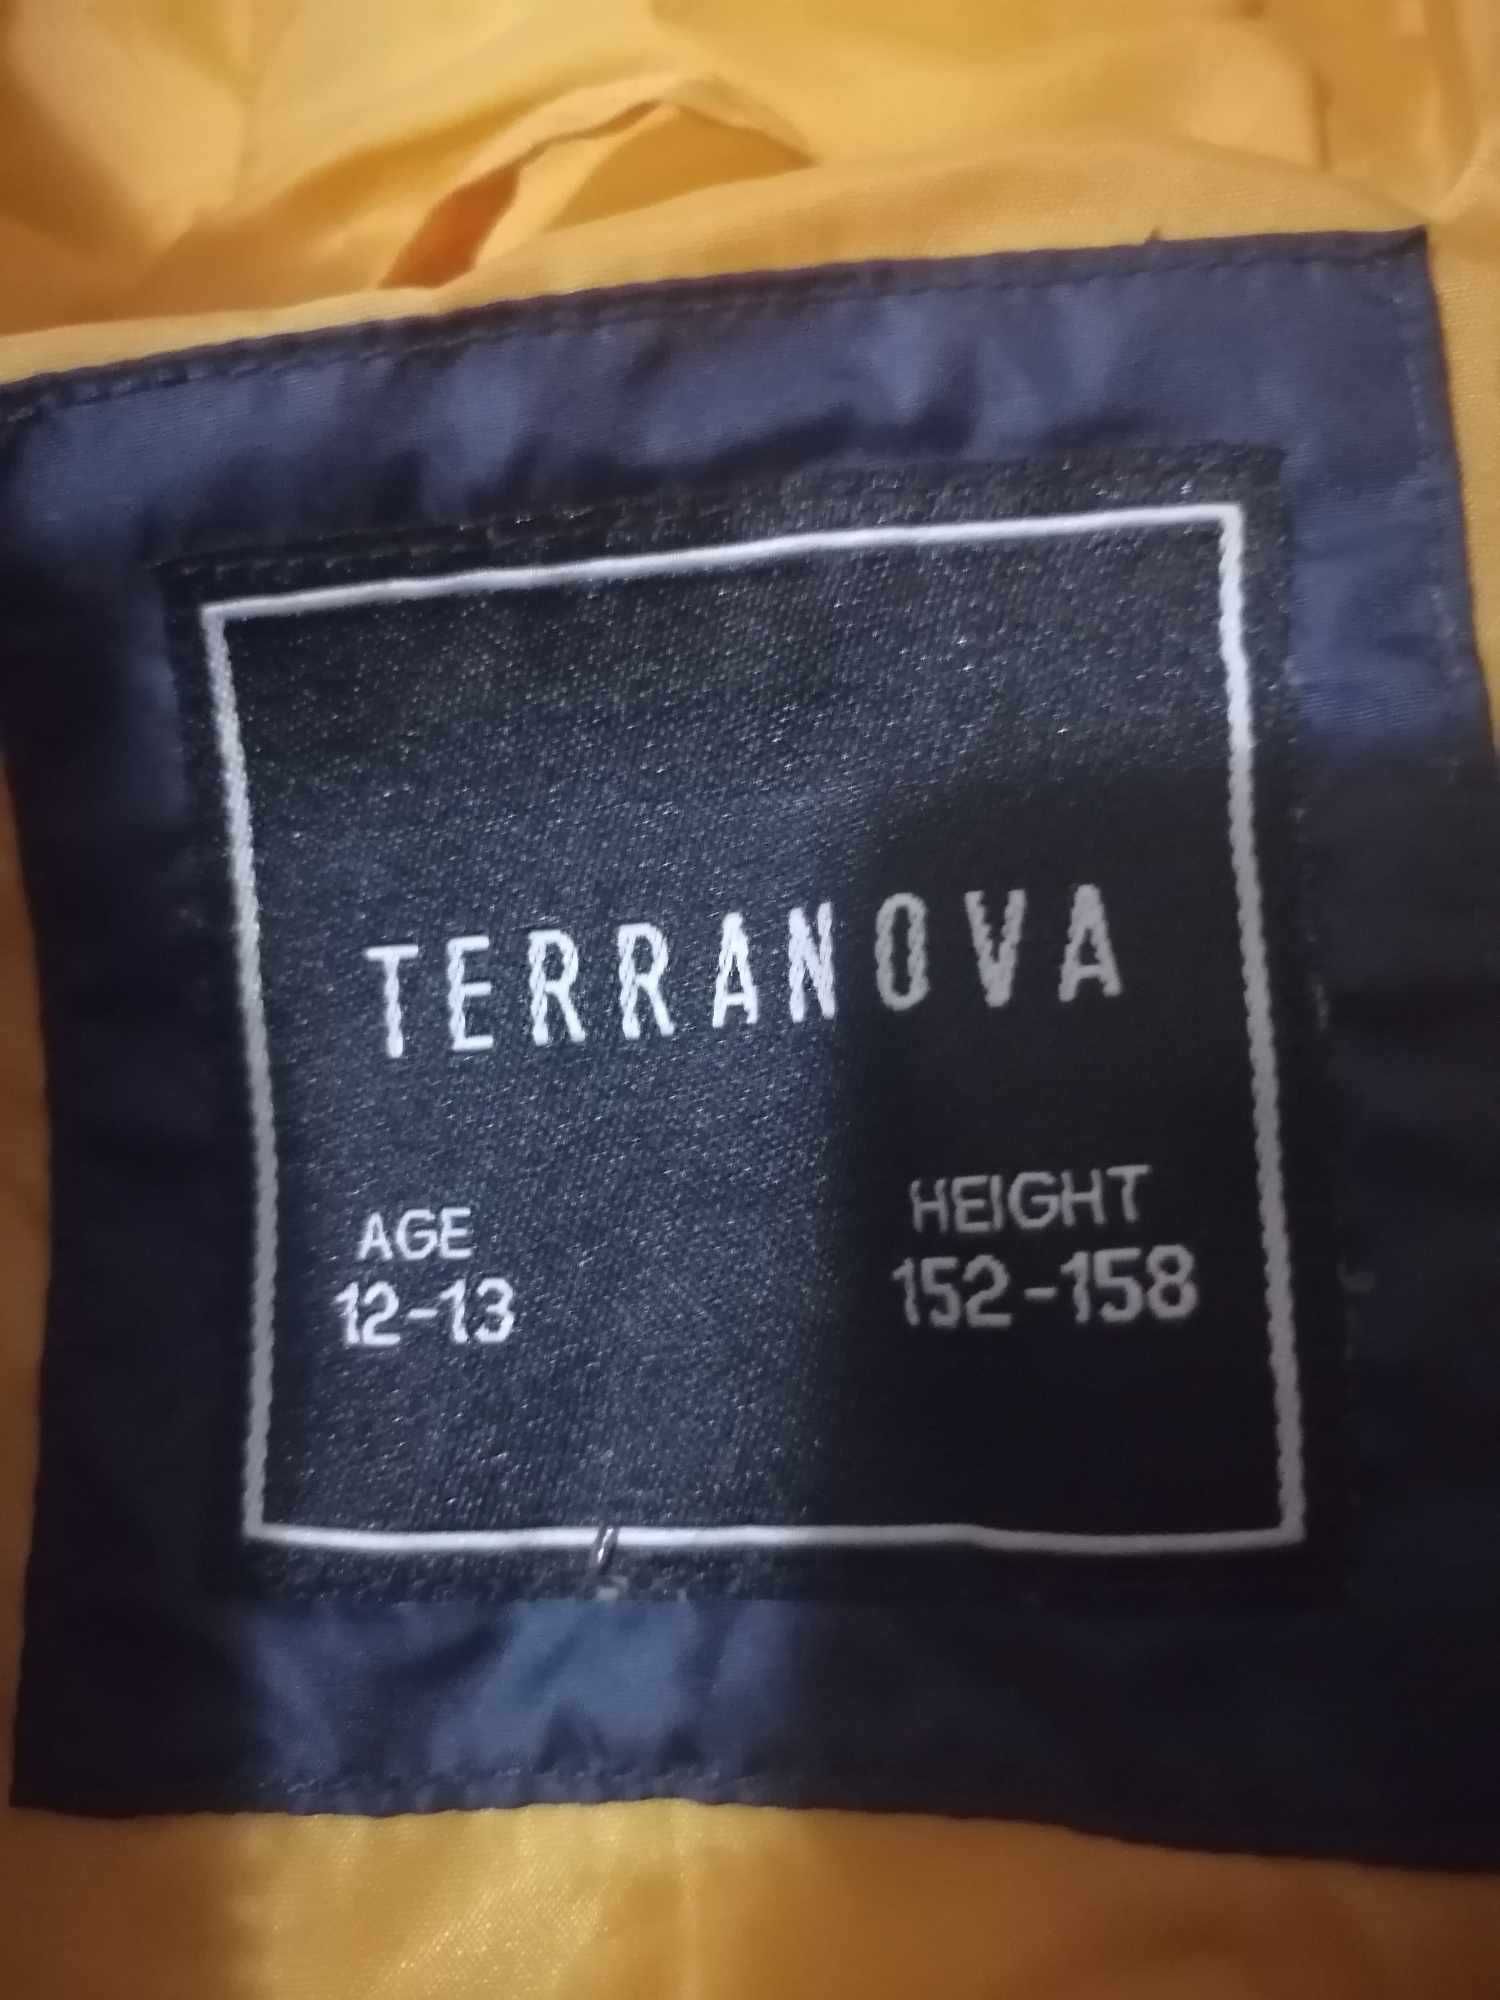 TERRANOVA
AGE HEIGHT
12-13 152-158